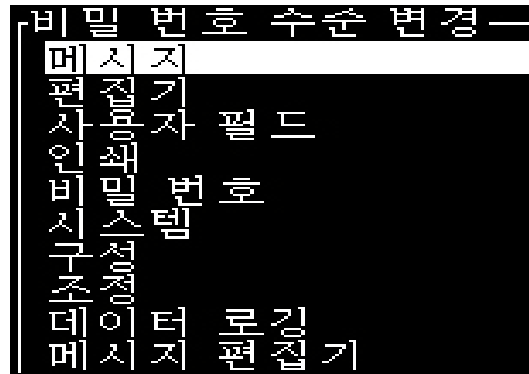 비밀 번호 수준 변경
메시지
편집기
사용자 필드
인쇄
비밀 번호
시스템
구성
조정
데이터 로깅
메시지 편집기